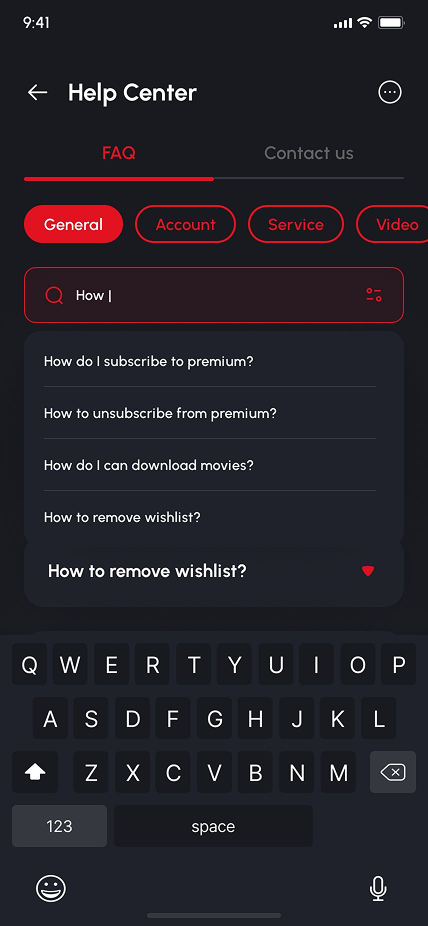 9:41
Help Center
FAQ
Contact us
General
Account
Service
Video
How |
How do I subscribe to premium?
How to unsubscribe from premium?
How do I can download movies?
How to remove wishlist?
How to remove wishlist?
Q W E R T Y U I O P
A S D F G H J K L
Z X C V B N M
123 space